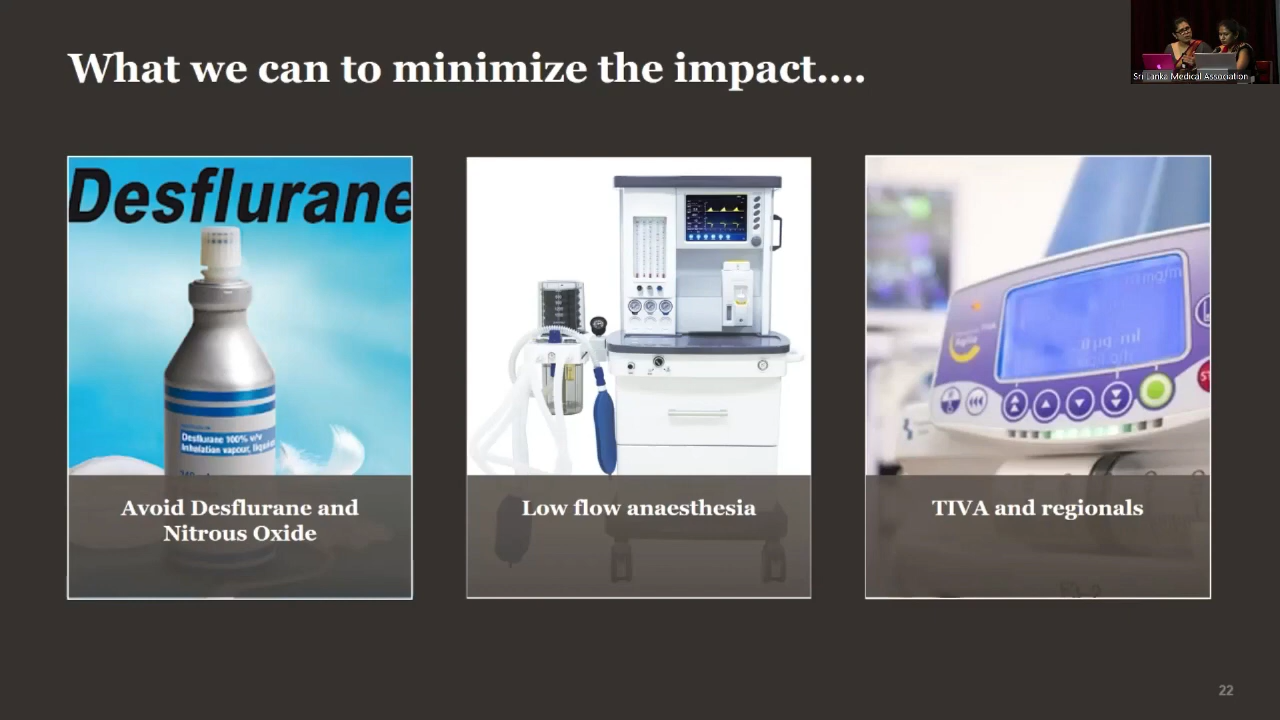 What we can to minimize the impact....
Sri Lanka Medical Association
Desflurane
Desflurane 100% v/v
Inhalation vapour, liquid
Avoid Desflurane and
Nitrous Oxide
Low flow anaesthesia
TIVA and regionals
22